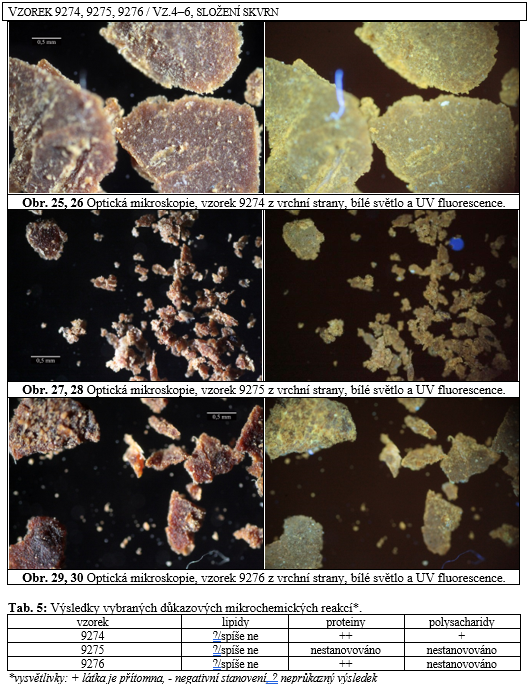 VZOREK 9274, 9275, 9276 / VZ.4–6, SLOŽENÍ SKVRN
0,5 mm
Obr. 25, 26 Optická mikroskopie, vzorek 9274 z vrchní strany, bílé světlo a UV fluorescence.
0,5 mm
Obr. 27, 28 Optická mikroskopie, vzorek 9275 z vrchní strany, bílé světlo a UV fluorescence.
0,5 mm
Obr. 29, 30 Optická mikroskopie, vzorek 9276 z vrchní strany, bílé světlo a UV fluorescence.
Tab. 5: Výsledky vybraných důkazových mikrochemických reakcí*.
vzorek lipidy proteiny polysacharidy
9274 ?/spíše ne ++ +
9275 ?/spíše ne nestanovováno nestanovováno
9276 ?/spíše ne ++ nestanovováno
*vysvětlivky: + látka je přítomna, - negativní stanovení, ? neprůkazný výsledek